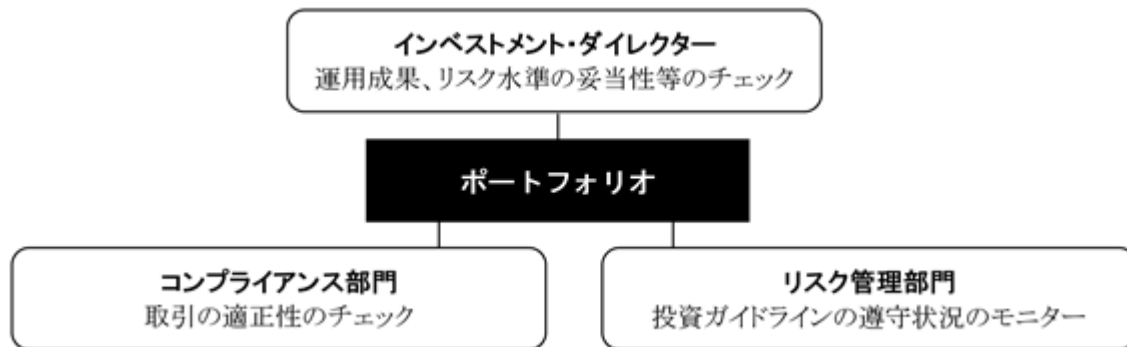 インベストメント・ダイレクター
運用成果、リスク水準の妥当性等のチェック
ポートフォリオ
コンプライアンス部門
取引の適正性のチェック
リスク管理部門
投資ガイドラインの遵守状況のモニター